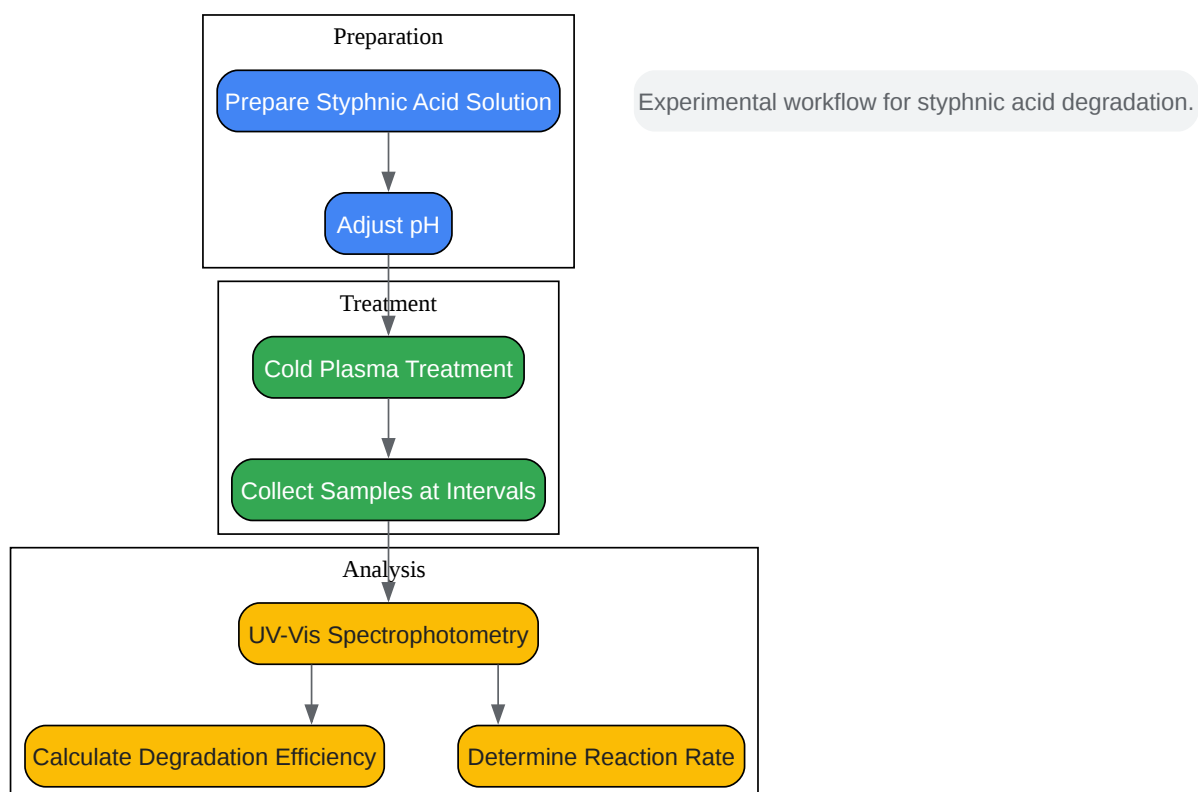 Preparation
Prepare Styphnic Acid Solution
Experimental workflow for styphnic acid degradation.
Adjust pH
Treatment
Cold Plasma Treatment
Collect Samples at Intervals
Analysis
UV-Vis Spectrophotometry
Calculate Degradation Efficiency
Determine Reaction Rate